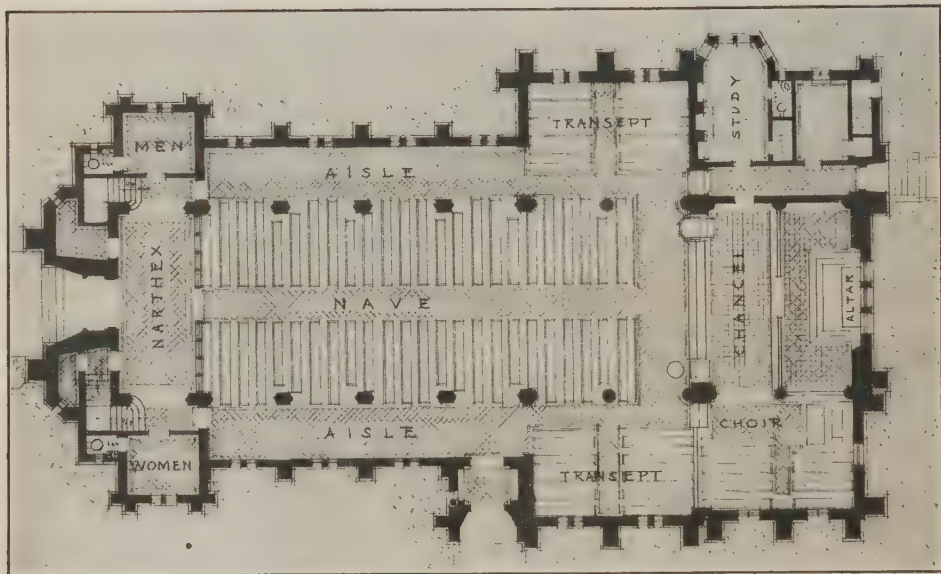 MEN
TRANSEPT
STUDY
AISLE
NARTHEX
NAVE
CHANCEL
ALTAR
AISLE
CHOIR
WOMEN
TRANSEPT